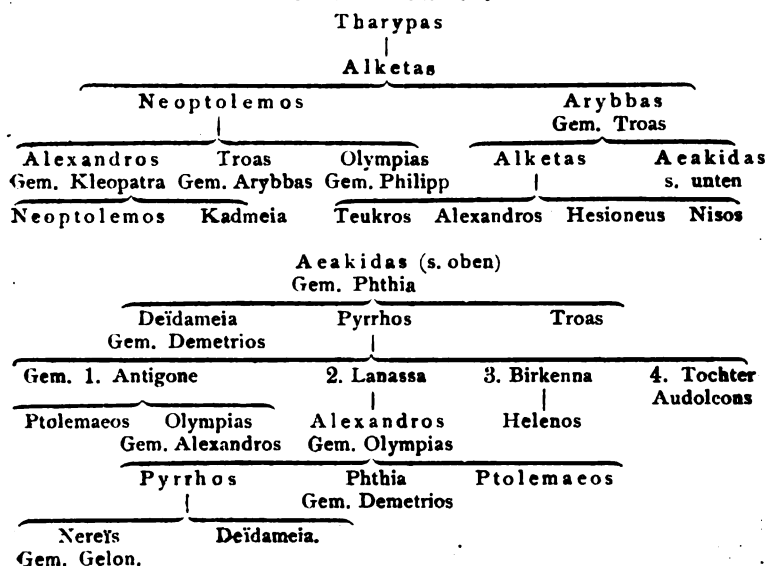 Tharypas
Alketas
Neoptolemos Arybbas
Gem. Troas
Alexandros Troas Olympias Alketas Aeakidas
Gem. Kleopatra Gem. Arybbas Gem. Philipp s. unten
Neoptolemos Kadmeia Teukros Alexandros Hesioneus Nisos
Aeakidas (s. oben)
Gem. Phthia
Deïdameia Pyrrhos Troas
Gem. Demetrios
Gem. 1. Antigone 2. Lanassa 3. Birkenna 4. Tochter
Audoleons
Ptolemaeos Olympias Alexandros Helenos
Gem. Alexandros Gem. Olympias
Pyrrhos Phthia Ptolemaeos
Gem. Demetrios
Nereïs Deïdameia.
Gem. Gelon.